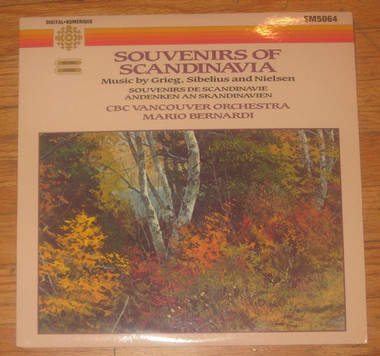 DIGITAL•NUMERIQUE
SM5064
SOUVENIRS OF
SCANDINAVIA
Music by Grieg, Sibelius and Nielsen
SOUVENIRS DE SCANDINAVIE
ANDENKEN AN SKANDINAVIEN
CBC VANCOUVER ORCHESTRA
MARIO BERNARDI